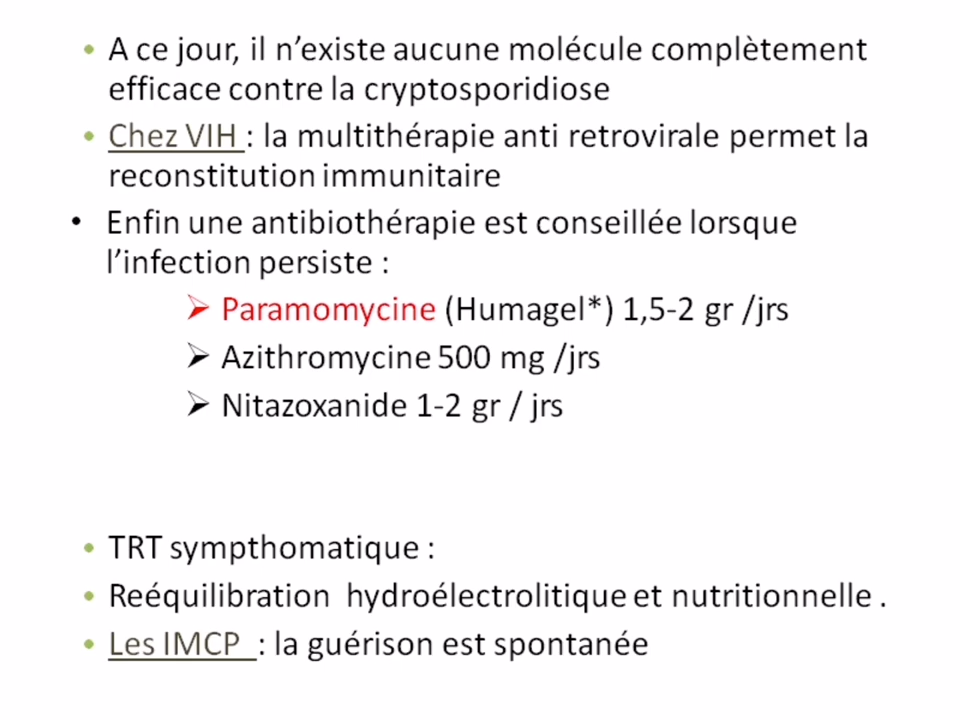 • A ce jour, il n’existe aucune molécule complètement
efficace contre la cryptosporidiose
• Chez VIH : la multithérapie anti retrovirale permet la
reconstitution immunitaire
• Enfin une antibiothérapie est conseillée lorsque
l’infection persiste :
➢ Paramomycine (Humagel*) 1,5-2 gr /jrs
➢ Azithromycine 500 mg /jrs
➢ Nitazoxanide 1-2 gr / jrs
• TRT sympthomatique :
• Reéquilibration hydroélectrolitique et nutritionnelle .
• Les IMCP : la guérison est spontanée